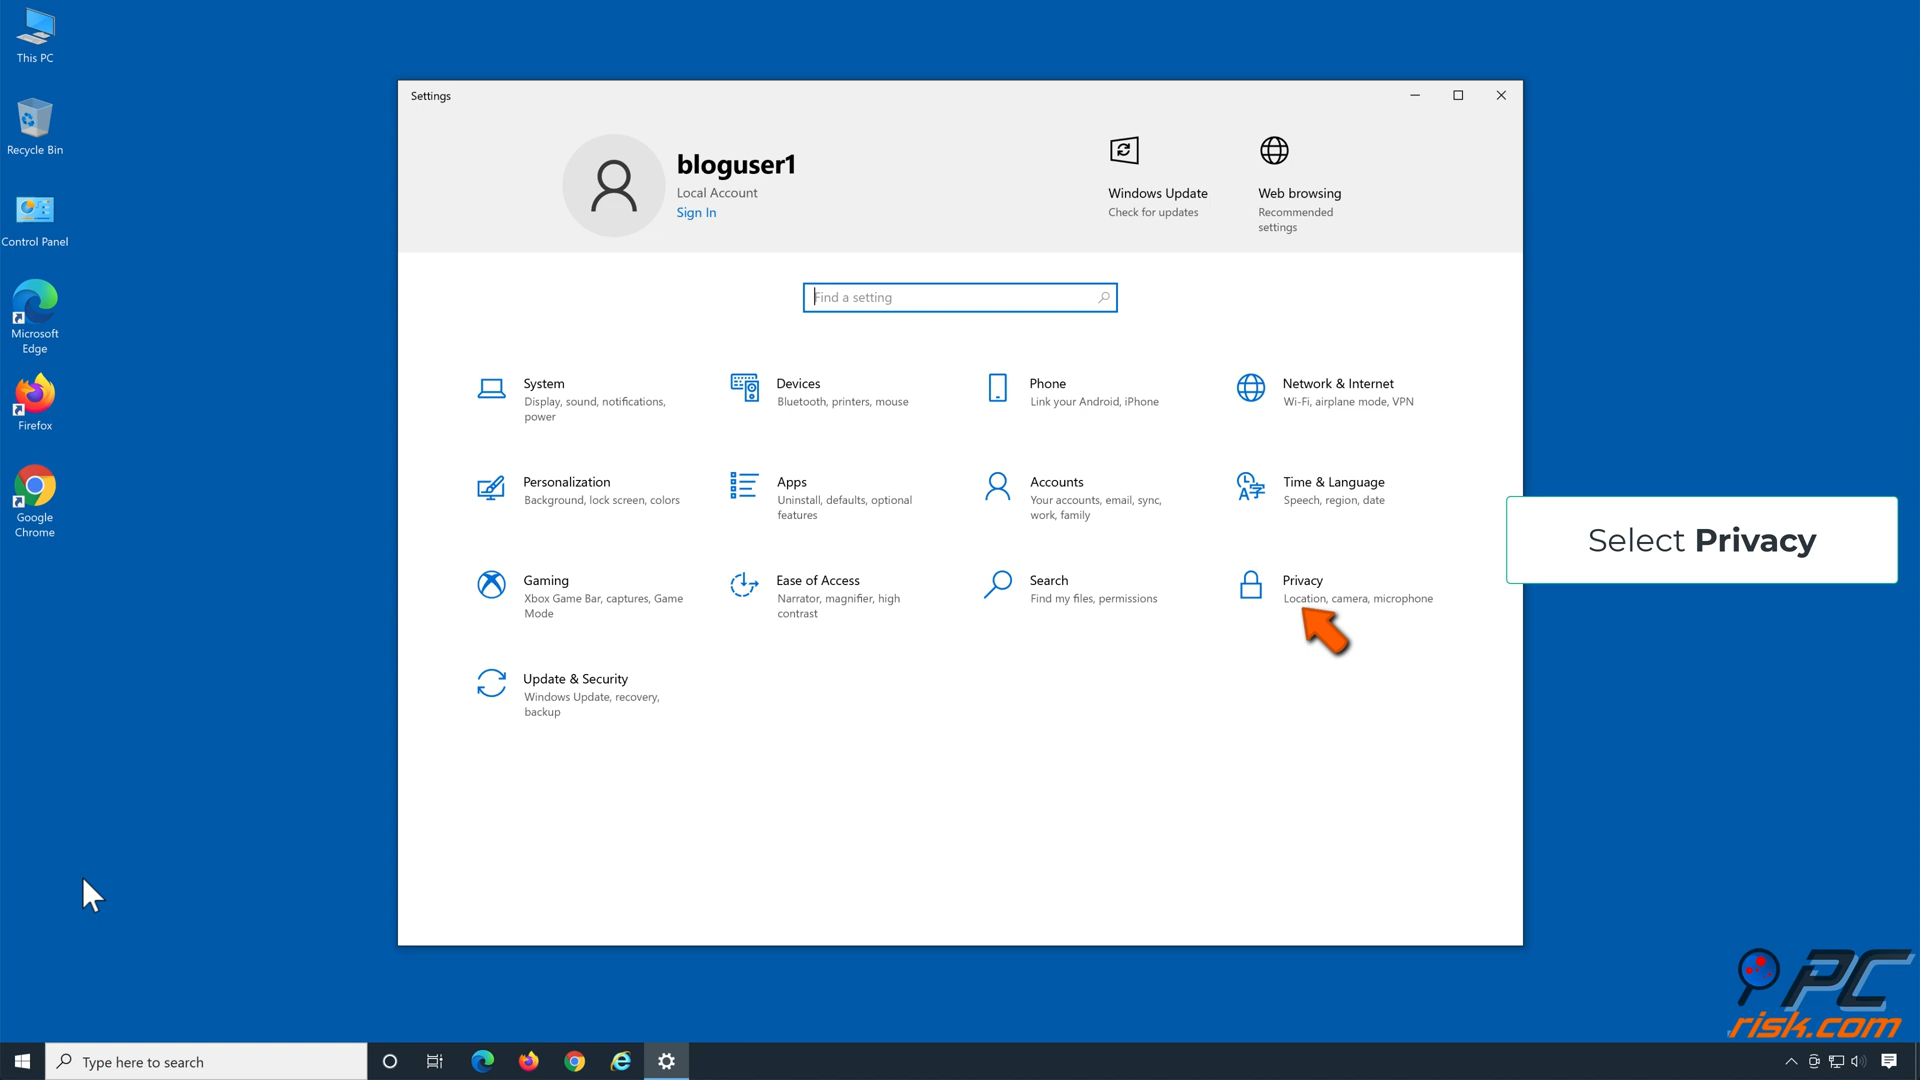 This PC
Recycle Bin
Control Panel
Microsoft
Edge
Firefox
Google
Chrome
Settings
bloguser1
Local Account
Sign In
Windows Update
Check for updates
Web browsing
Recommended
settings
Find a setting
System
Display, sound, notifications,
power
Devices
Bluetooth, printers, mouse
Phone
Link your Android, iPhone
Network & Internet
Wi-Fi, airplane mode, VPN
Personalization
Background, lock screen, colors
Apps
Uninstall, defaults, optional
features
Accounts
Your accounts, email, sync,
work, family
Time & Language
Speech, region, date
Select Privacy
Gaming
Xbox Game Bar, captures, Game
Mode
Ease of Access
Narrator, magnifier, high
contrast
Search
Find my files, permissions
Privacy
Location, camera, microphone
Update & Security
Windows Update, recovery,
backup
PC
risk.com
Type here to search